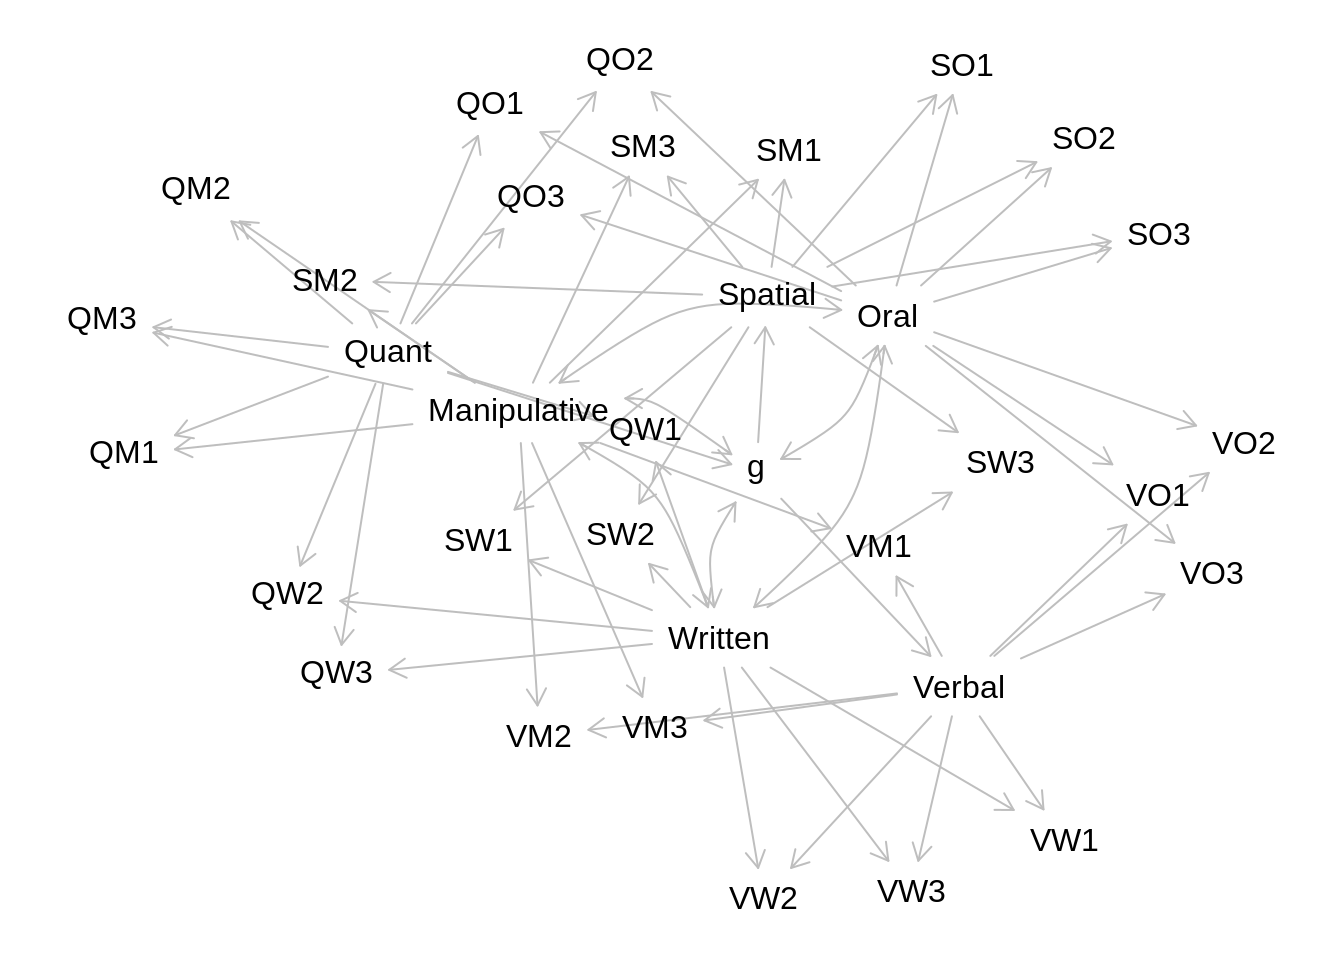 QO2
SO1
QO1
SO2
SM3
SM1
QM2
QO3
SO3
SM2
Spatial
QM3
Oral
Quant
Manipulative
QW1
VO2
QM1
g
SW3
VO1
SW2
SW1
VM1
VO3
QW2
Written
QW3
Verbal
VM3
VM2
VW1
VW3
VW2